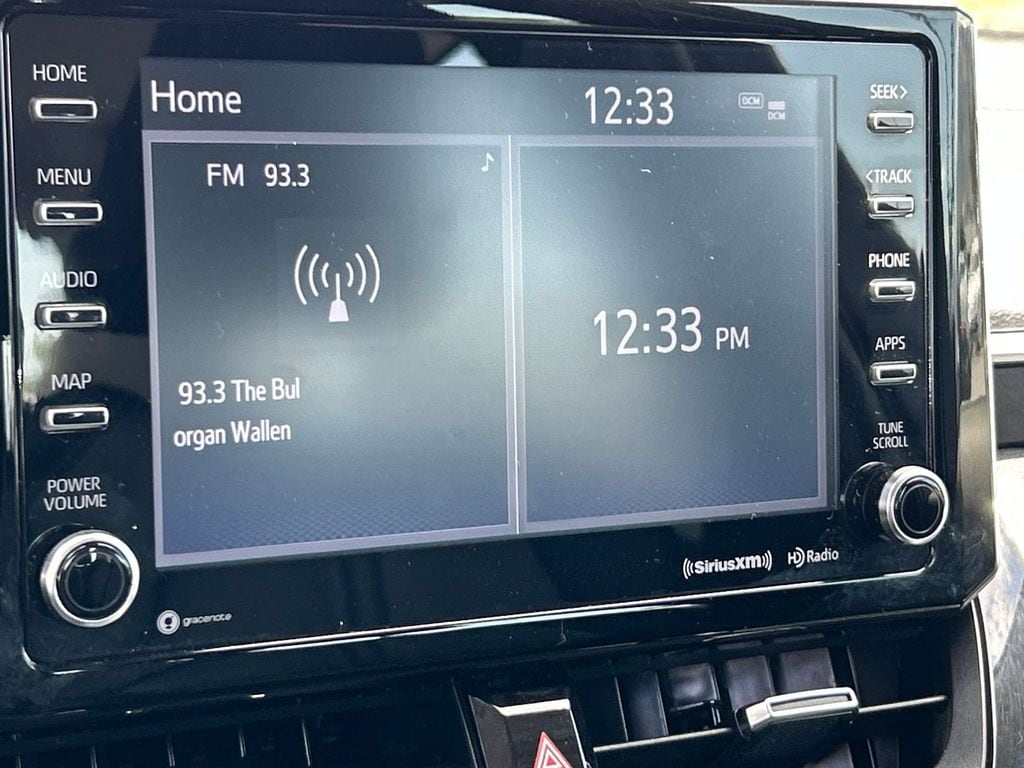 HOME
MENU
AUDIO
MAP
POWER
VOLUME
Home
12:33
DCM
DCM
FM 93.3
93.3 The Bul
organ Wallen
12:33 PM
SEEK>
<TRACK
PHONE
APPS
TUNE
SCROLL
gracenote
((SiriusXM))
HD Radio